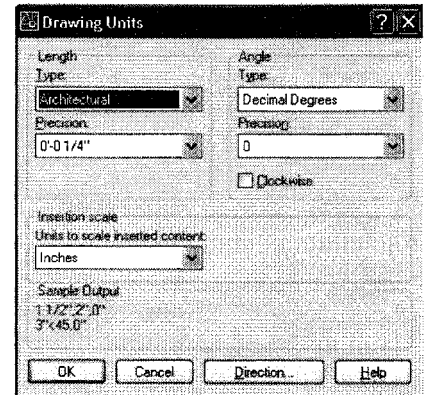 Drawing Units
Length
Type:
Architectural
Precision:
0'-0 1/4"
Angle
Type:
Decimal Degrees
Precision:
0
Clockwise
Insertion scale
Units to scale inserted content:
Inches
Sample Output
1 1/2",2",0"
3"<45,0"
OK
Cancel
Direction...
Help